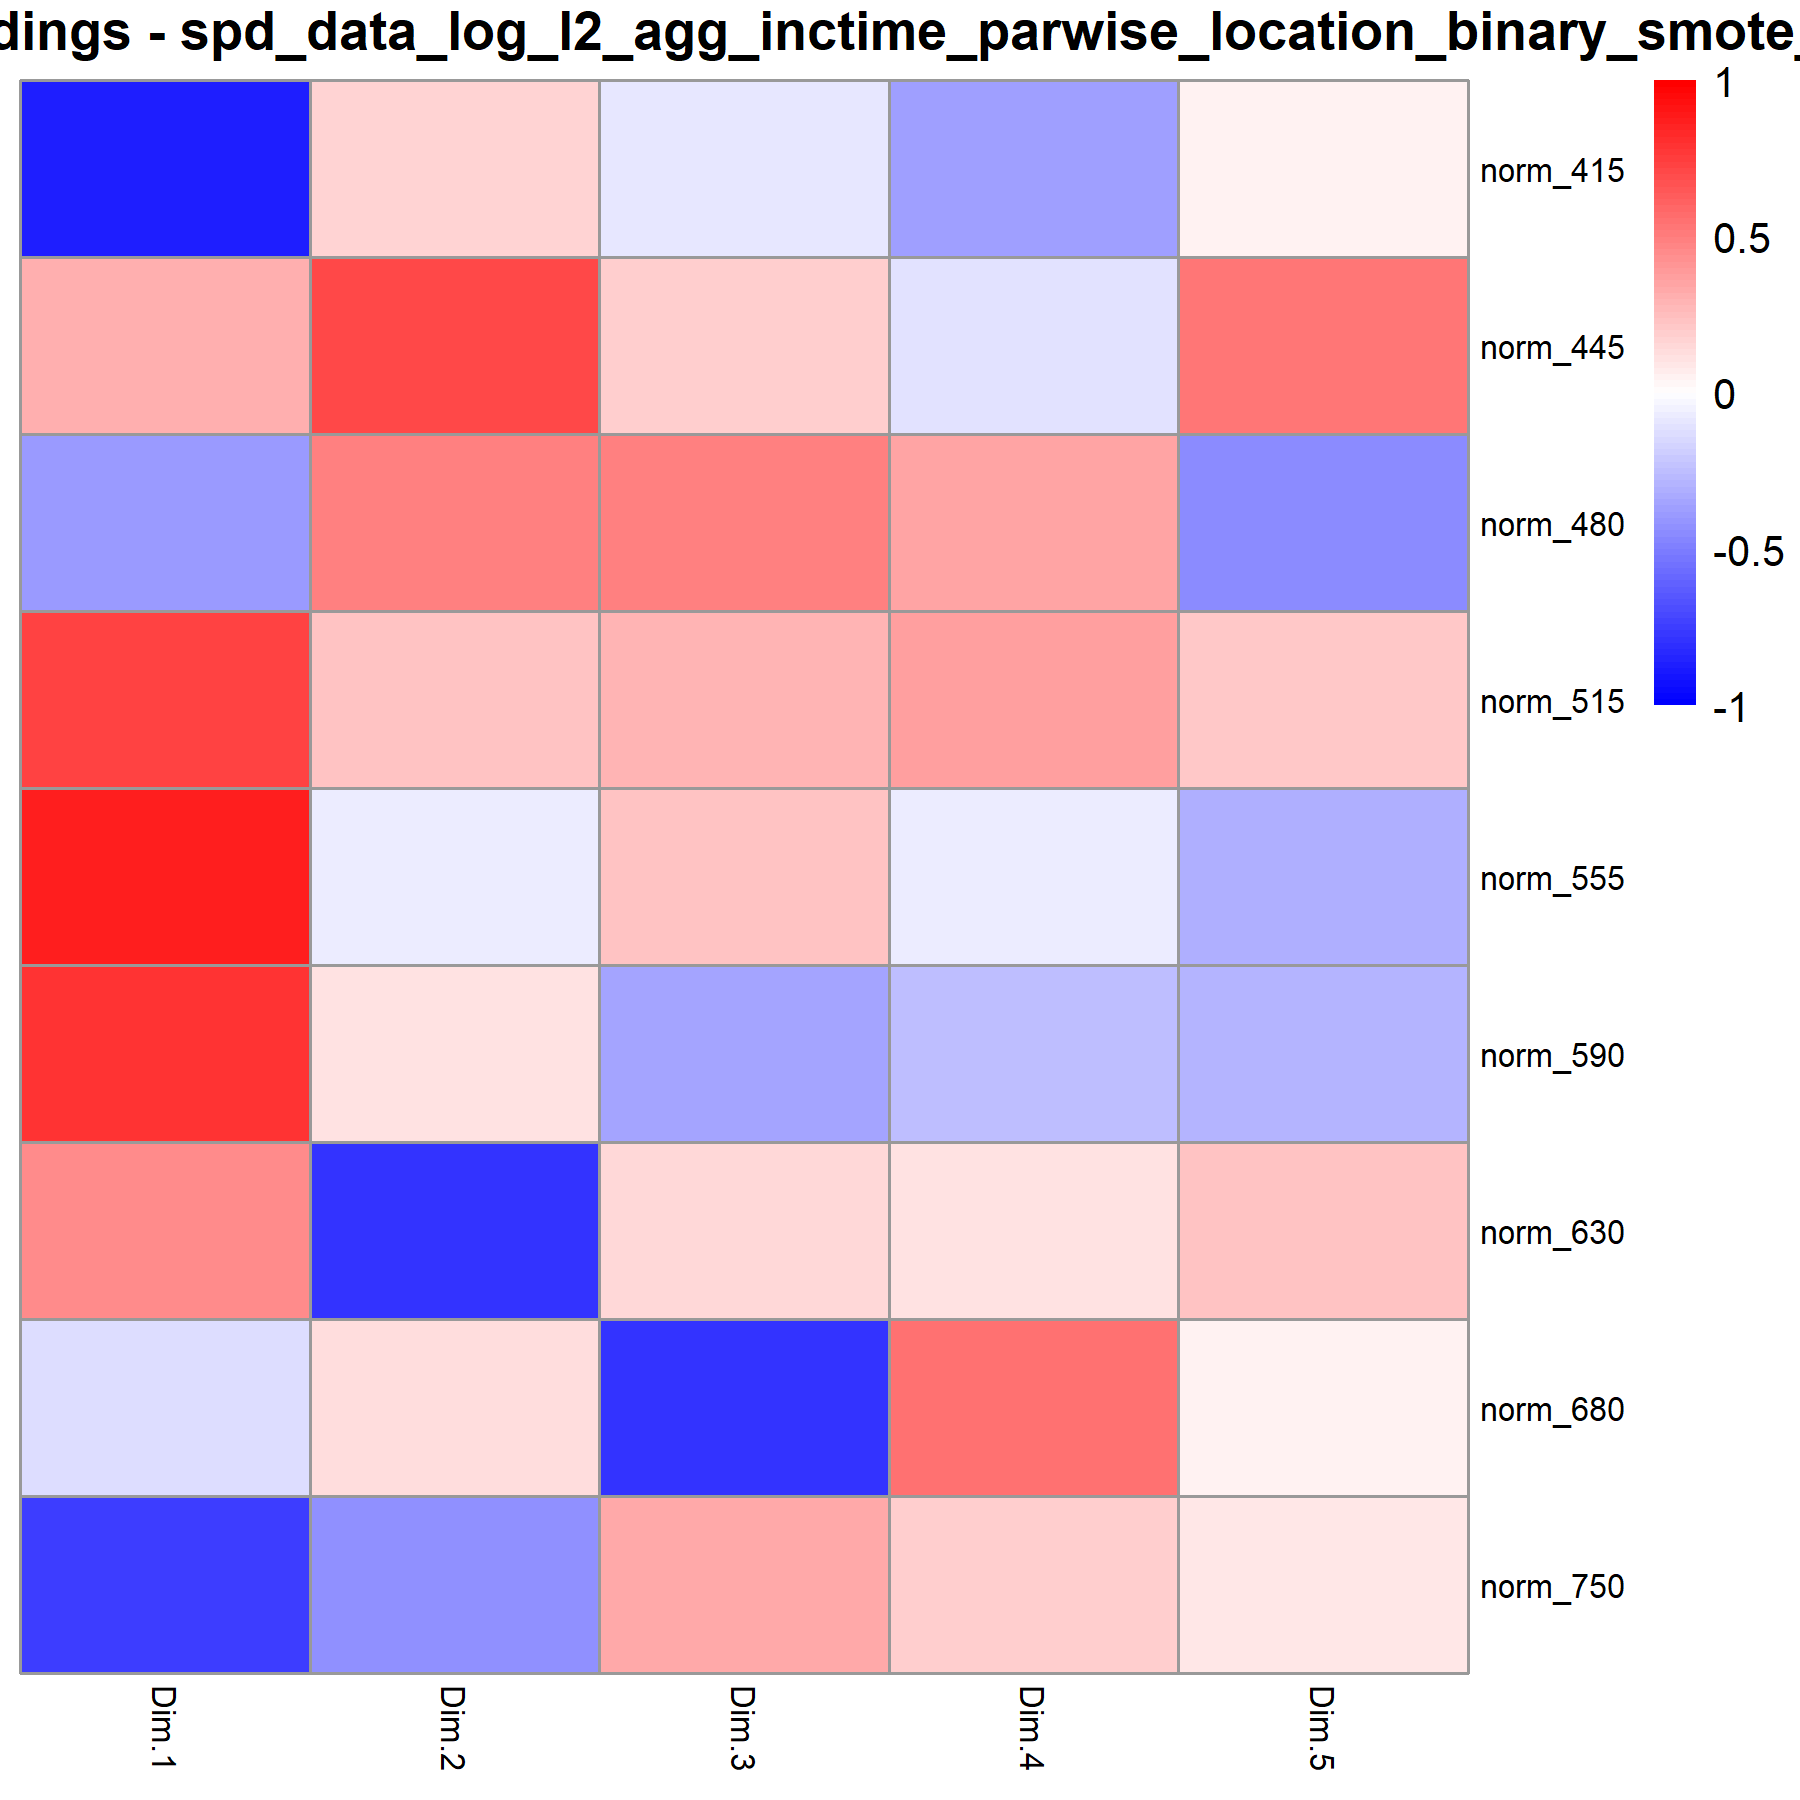 dings - spd_data_log_l2_agg_inctime_parwise_location_binary_smote_
1
0.5
0
-0.5
-1
norm_415
norm_445
norm_480
norm_515
norm_555
norm_590
norm_630
norm_680
norm_750
Dim.1
Dim.2
Dim.3
Dim.4
Dim.5